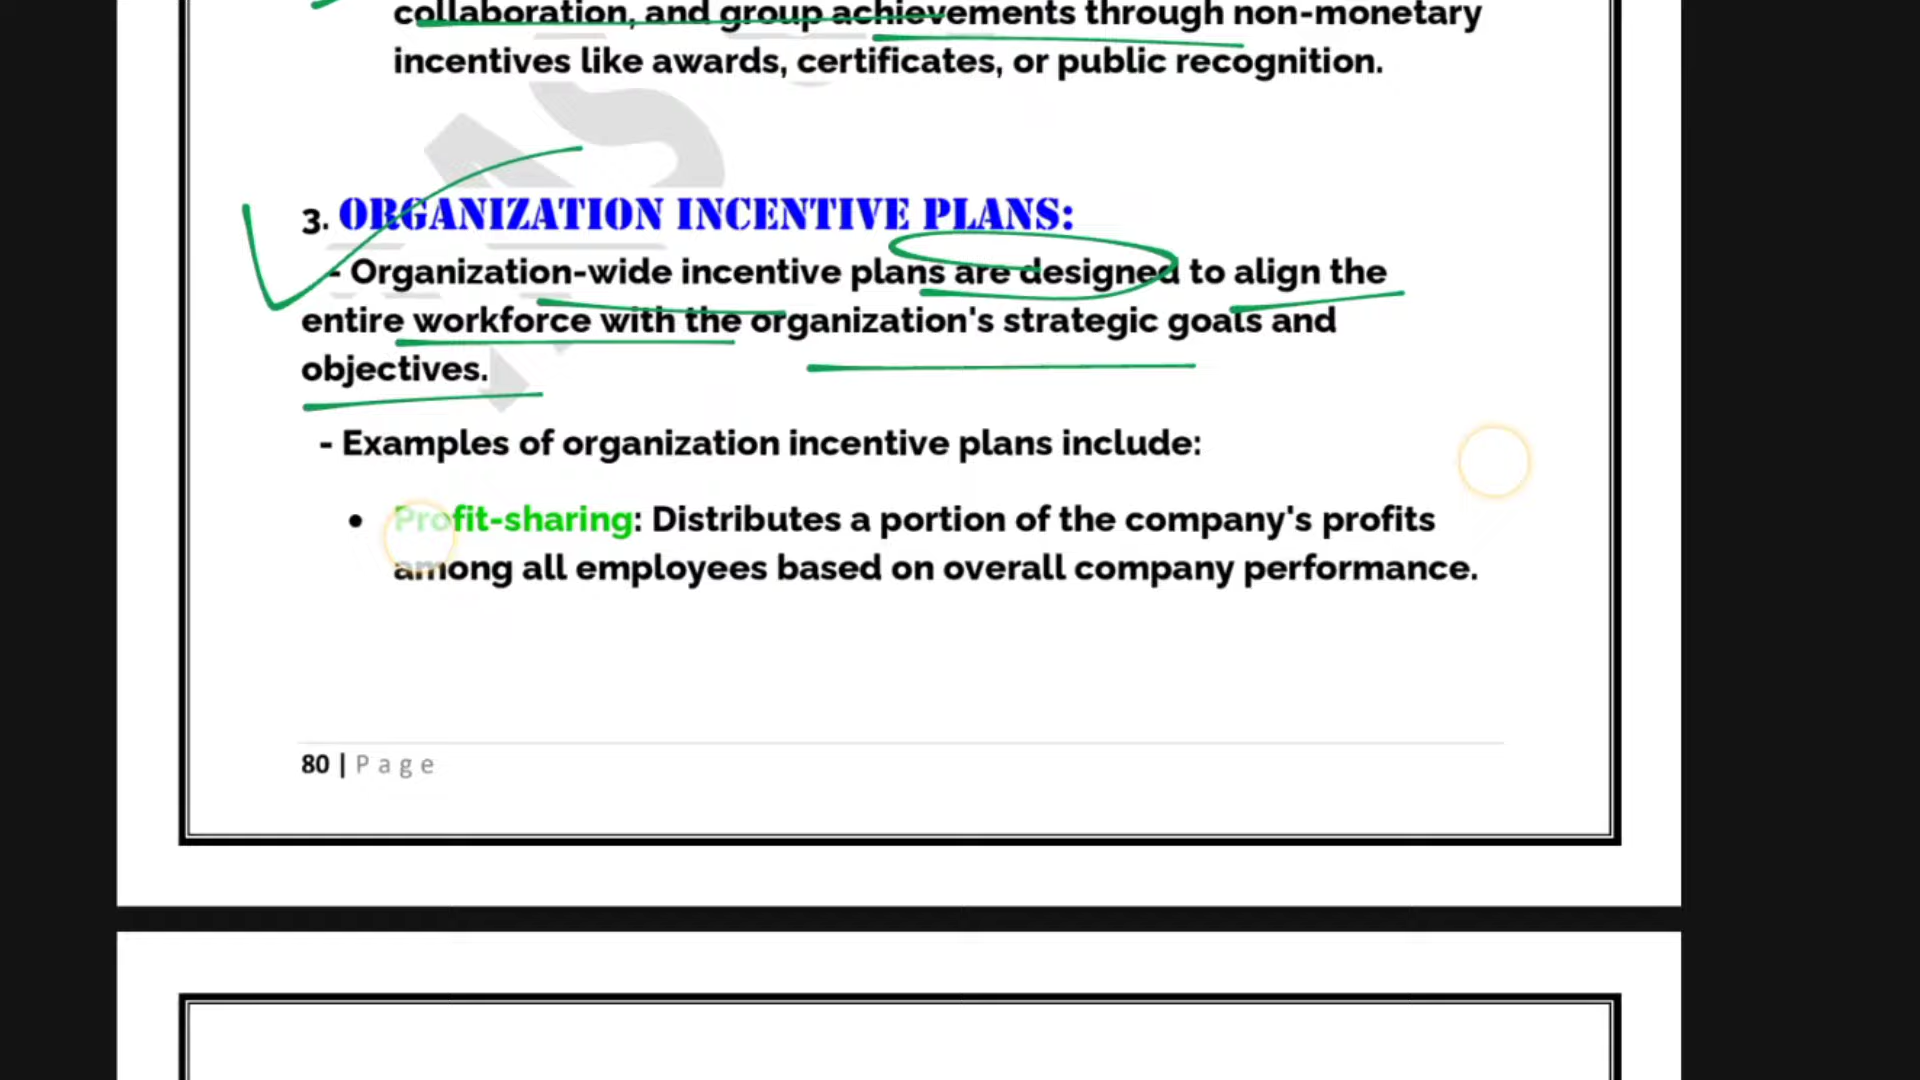 collaboration, and group achievements through non-monetary
incentives like awards, certificates, or public recognition.
3. ORGANIZATION INCENTIVE PLANS:
- Organization-wide incentive plans are designed to align the
entire workforce with the organization's strategic goals and
objectives.
- Examples of organization incentive plans include:
• Profit-sharing: Distributes a portion of the company's profits
among all employees based on overall company performance.
80 | Page